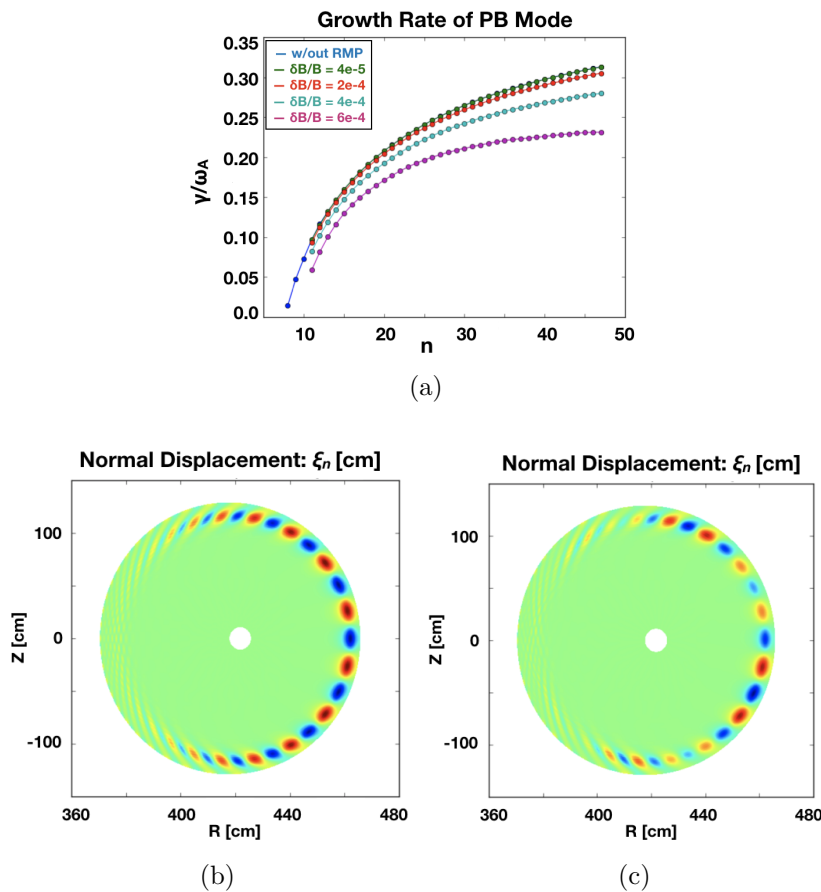 Growth Rate of PB Mode
0.35
0.30
0.25
0.20
0.15
0.10
0.05
0.0
γ/ωA
w/out RMP
δB/B = 4e-5
δB/B = 2e-4
δB/B = 4e-4
δB/B = 6e-4
10 20 30 40 50
n
(a)
Normal Displacement: ξn [cm]
100
0
-100
Z [cm]
360 400 440 480
R [cm]
(b)
Normal Displacement: ξn [cm]
100
0
-100
Z [cm]
360 400 440 480
R [cm]
(c)